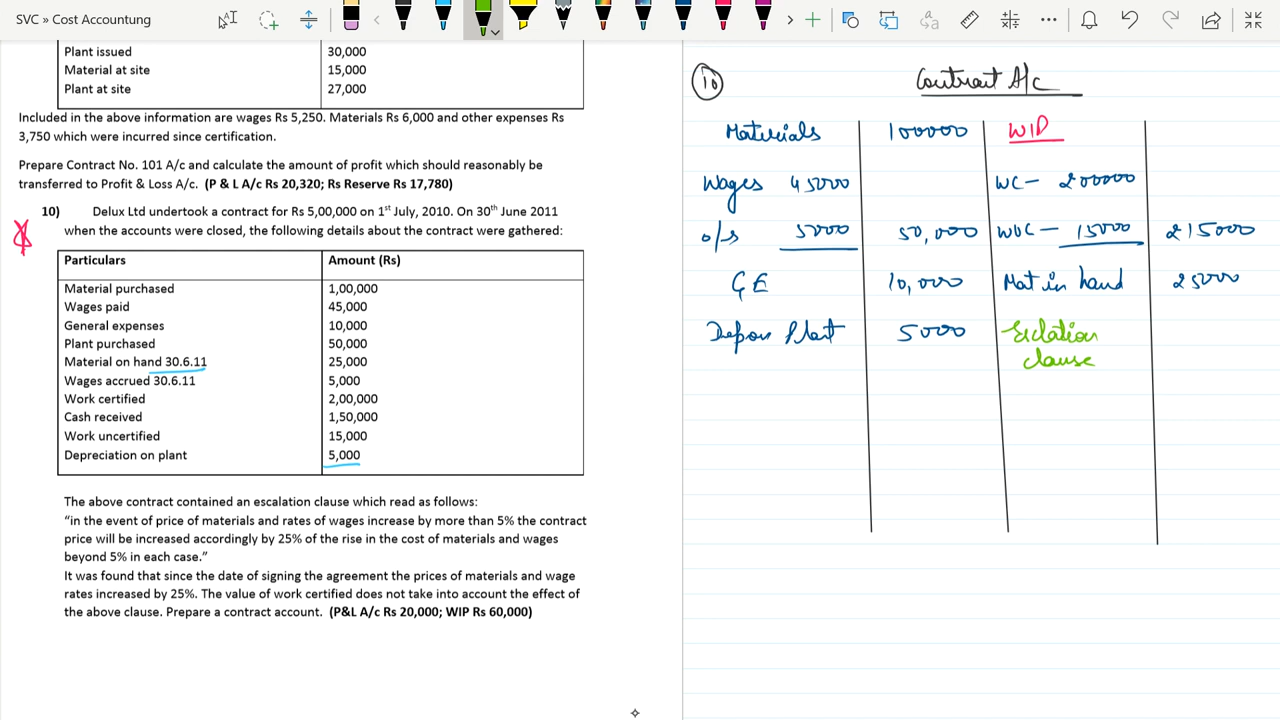 SVC » Cost Accountung
Plant issued 30,000
Material at site 15,000
Plant at site 27,000
Included in the above information are wages Rs 5,250. Materials Rs 6,000 and other expenses Rs
3,750 which were incurred since certification.
Prepare Contract No. 101 A/c and calculate the amount of profit which should reasonably be
transferred to Profit & Loss A/c. (P & L A/c Rs 20,320; Rs Reserve Rs 17,780)
10) Delux Ltd undertook a contract for Rs 5,00,000 on 1st July, 2010. On 30th June 2011
when the accounts were closed, the following details about the contract were gathered:
Particulars Amount (Rs)
Material purchased 1,00,000
Wages paid 45,000
General expenses 10,000
Plant purchased 50,000
Material on hand 30.6.11 25,000
Wages accrued 30.6.11 5,000
Work certified 2,00,000
Cash received 1,50,000
Work uncertified 15,000
Depreciation on plant 5,000
The above contract contained an escalation clause which read as follows:
“in the event of price of materials and rates of wages increase by more than 5% the contract
price will be increased accordingly by 25% of the rise in the cost of materials and wages
beyond 5% in each case.”
It was found that since the date of signing the agreement the prices of materials and wage
rates increased by 25%. The value of work certified does not take into account the effect of
the above clause. Prepare a contract account. (P&L A/c Rs 20,000; WIP Rs 60,000)
10 Contract A/c
Materials 100000 WIP
Wages 45000 WC - 200000
o/s 5000 50,000 WUC - 15000 215000
GE 10,000 Mat in hand 25000
Depon Plant 5000 Esclation
clause